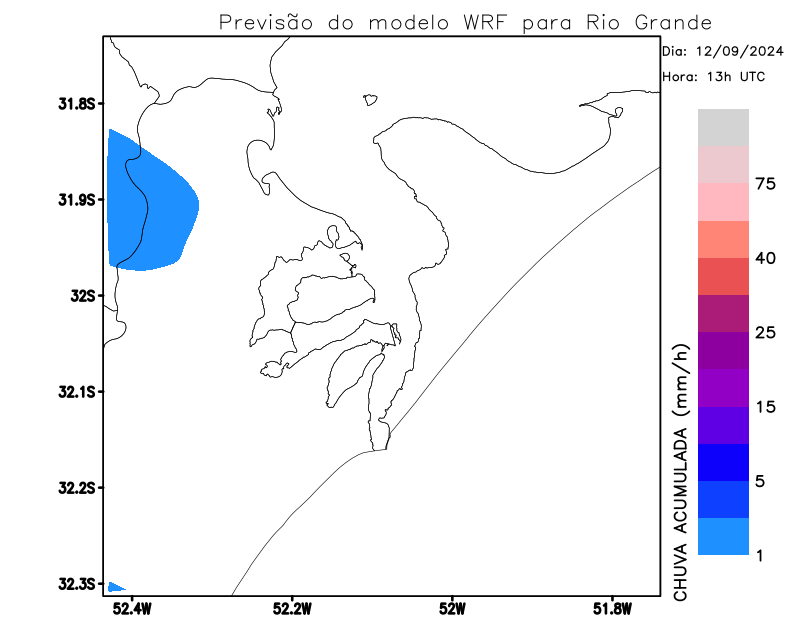 Previsão do modelo WRF para Rio Grande
Dia: 12/09/2024
Hora: 13h UTC
31.8S
31.9S
32S
32.1S
32.2S
32.3S
52.4W
52.2W
52W
51.8W
CHUVA ACUMULADA (mm/h)
75
40
25
15
5
1